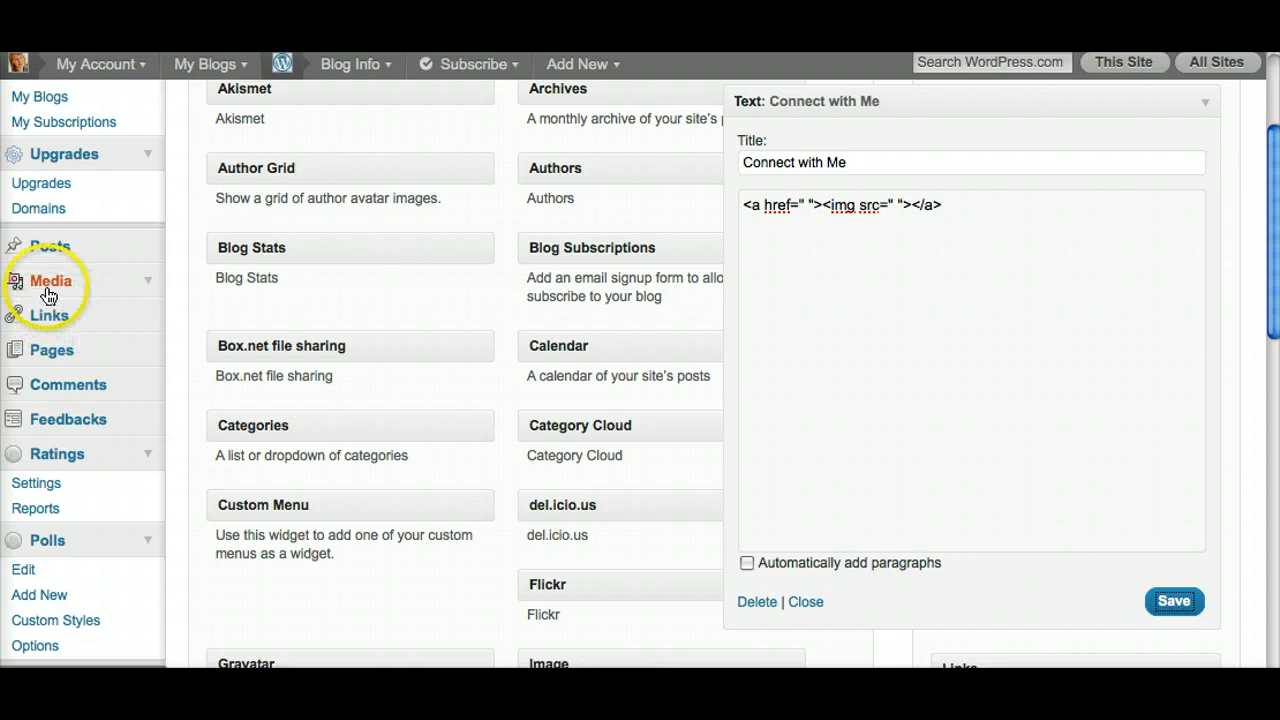 My Account My Blogs Blog Info Subscribe Add New Search WordPress.com This Site All Sites
My Blogs
My Subscriptions
Upgrades
Upgrades
Domains
Posts
Media
Links
Pages
Comments
Feedbacks
Ratings
Settings
Reports
Polls
Edit
Add New
Custom Styles
Options
Akismet
Akismet
Author Grid
Show a grid of author avatar images.
Blog Stats
Blog Stats
Box.net file sharing
Box.net file sharing
Categories
A list or dropdown of categories
Custom Menu
Use this widget to add one of your custom
menus as a widget.
Gravatar
Archives
A monthly archive of your site's
Authors
Authors
Blog Subscriptions
Add an email signup form to allo
subscribe to your blog
Calendar
A calendar of your site's posts
Category Cloud
Category Cloud
del.icio.us
del.icio.us
Flickr
Flickr
Image
Text: Connect with Me
Title:
Connect with Me
<a href=" "><img src=" "></a>
Automatically add paragraphs
Delete | Close
Save
Links